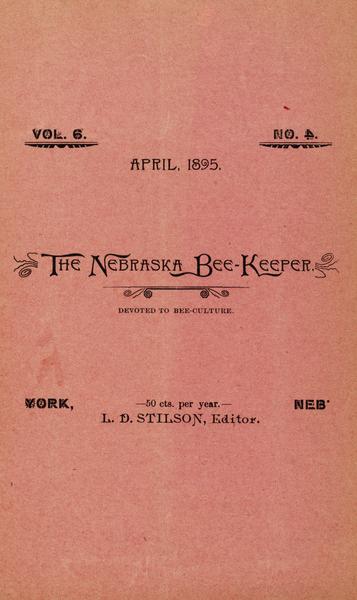 VOL. 6. NO. 4.
APRIL, 1895.
THE NEBRASKA BEE-KEEPER.
DEVOTED TO BEE-CULTURE.
YORK, —50 cts. per year.— NEB'
L. D. STILSON, Editor.